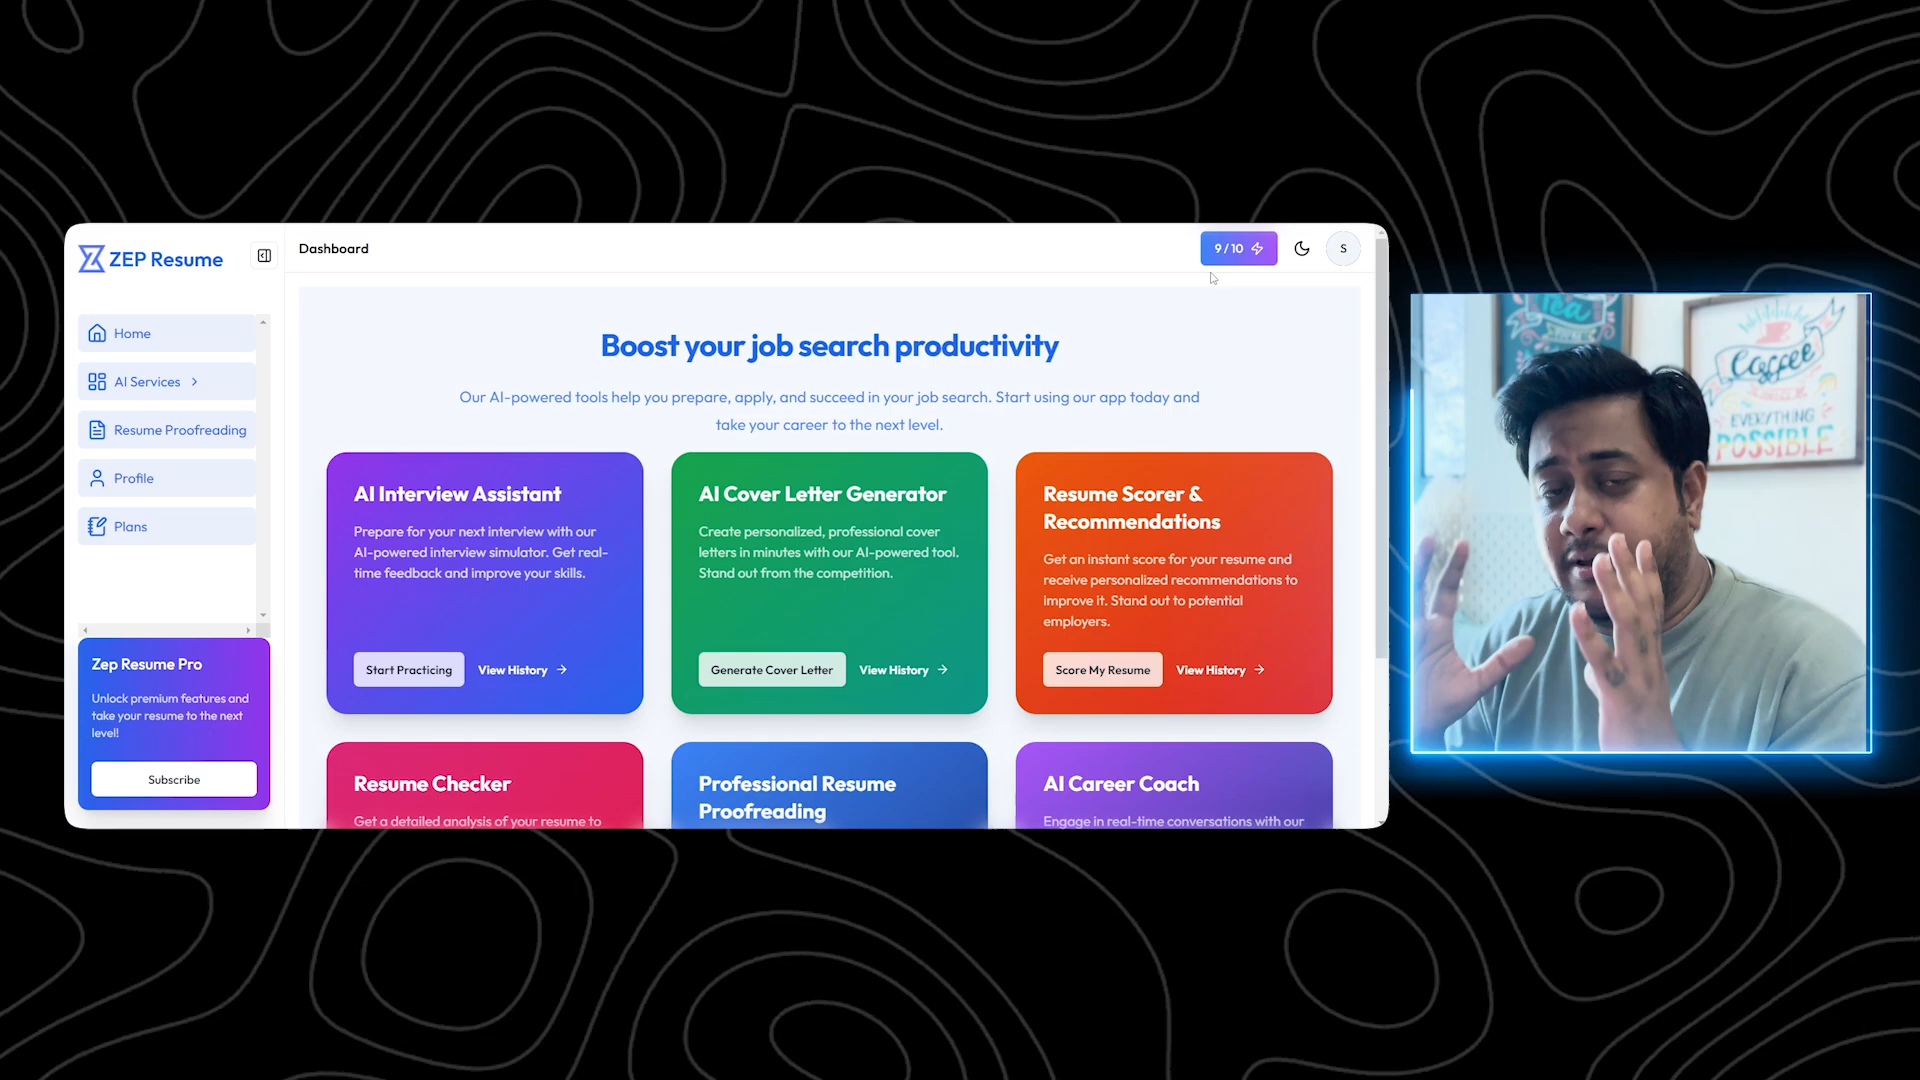 ZEP Resume
Home
AI Services
Resume Proofreading
Profile
Plans
Zep Resume Pro
Unlock premium features and
take your resume to the next
level!
Subscribe
Dashboard
9 / 10
S
Boost your job search productivity
Our AI-powered tools help you prepare, apply, and succeed in your job search. Start using our app today and
take your career to the next level.
AI Interview Assistant
Prepare for your next interview with our
AI-powered interview simulator. Get real-
time feedback and improve your skills.
Start Practicing
View History
AI Cover Letter Generator
Create personalized, professional cover
letters in minutes with our AI-powered tool.
Stand out from the competition.
Generate Cover Letter
View History
Resume Scorer &
Recommendations
Get an instant score for your resume and
receive personalized recommendations to
improve it. Stand out to potential
employers.
Score My Resume
View History
Resume Checker
Get a detailed analysis of your resume to
Professional Resume
Proofreading
AI Career Coach
Engage in real-time conversations with our
Tea
Coffee
EVERYTHING
POSSIBLE